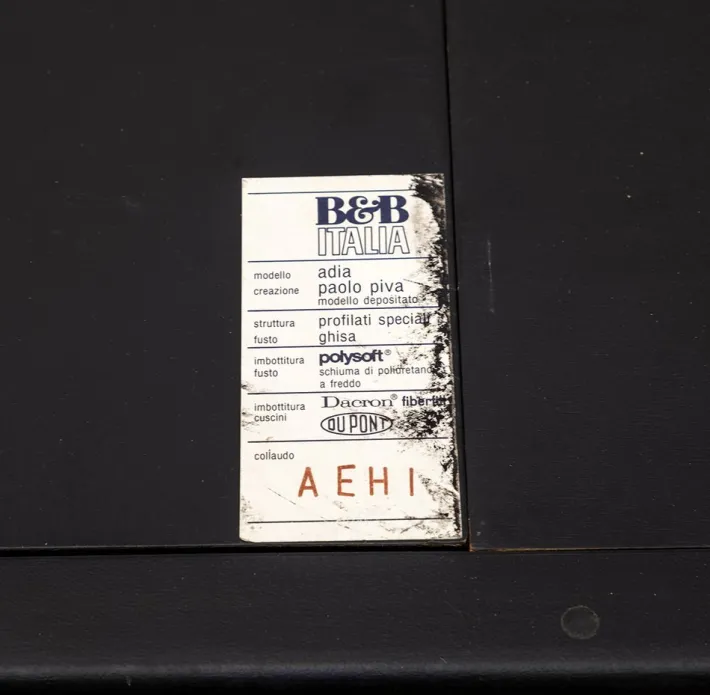 B&B
ITALIA
modello adia
creazione paolo piva
modello depositato
struttura profilati speciali
fusto ghisa
imbottitura polysoft®
fusto schiuma di poliuretano
a freddo
imbottitura Dacron® fiberfill
cuscini DU PONT
collaudo
AEHI